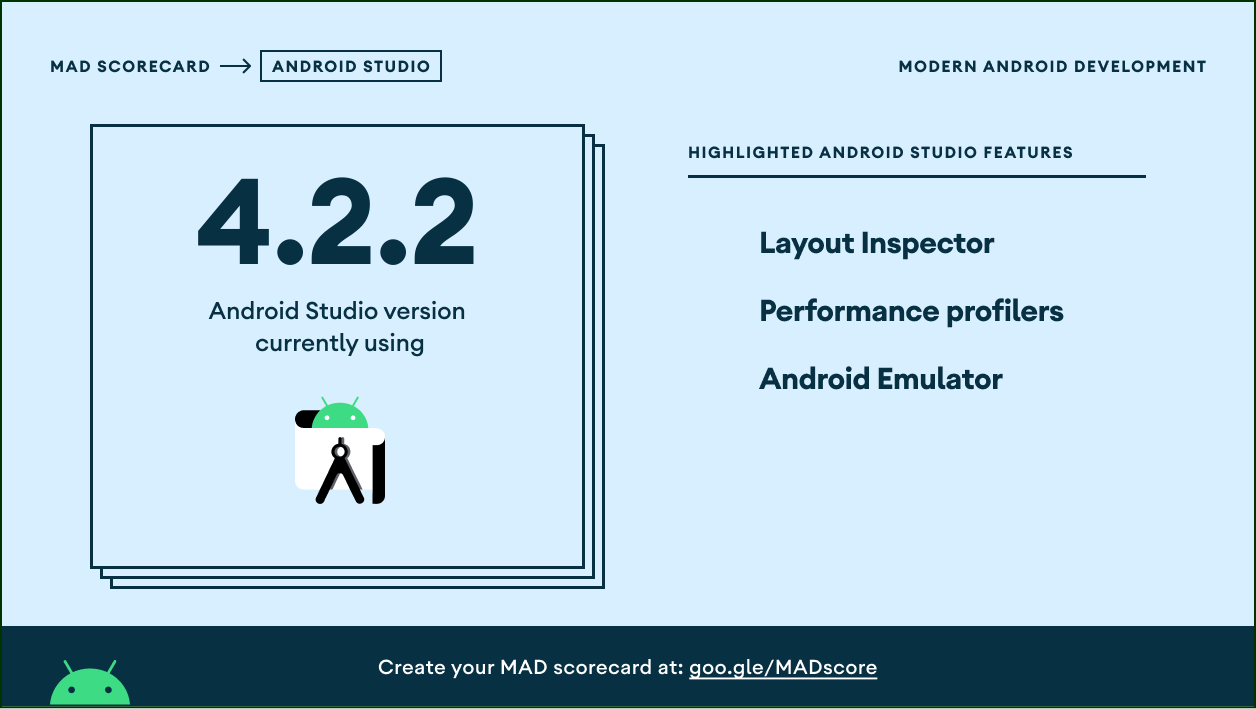 MAD SCORECARD
ANDROID STUDIO
MODERN ANDROID DEVELOPMENT
4.2.2
Android Studio version
currently using
HIGHLIGHTED ANDROID STUDIO FEATURES
Layout Inspector
Performance profilers
Android Emulator
Create your MAD scorecard at: goo.gle/MADscore